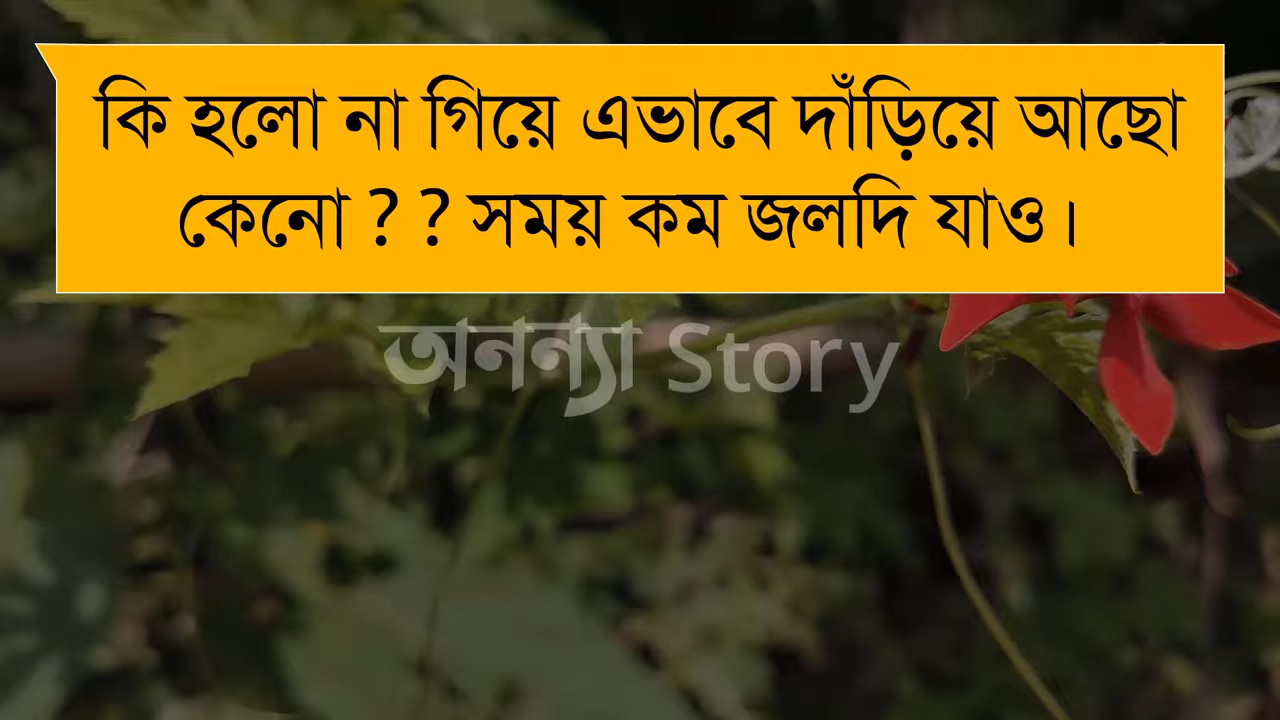 কি হলো না গিয়ে এভাবে দাঁড়িয়ে আছো
কেনো ? ? সময় কম জলদি যাও।
অনন্যা Story